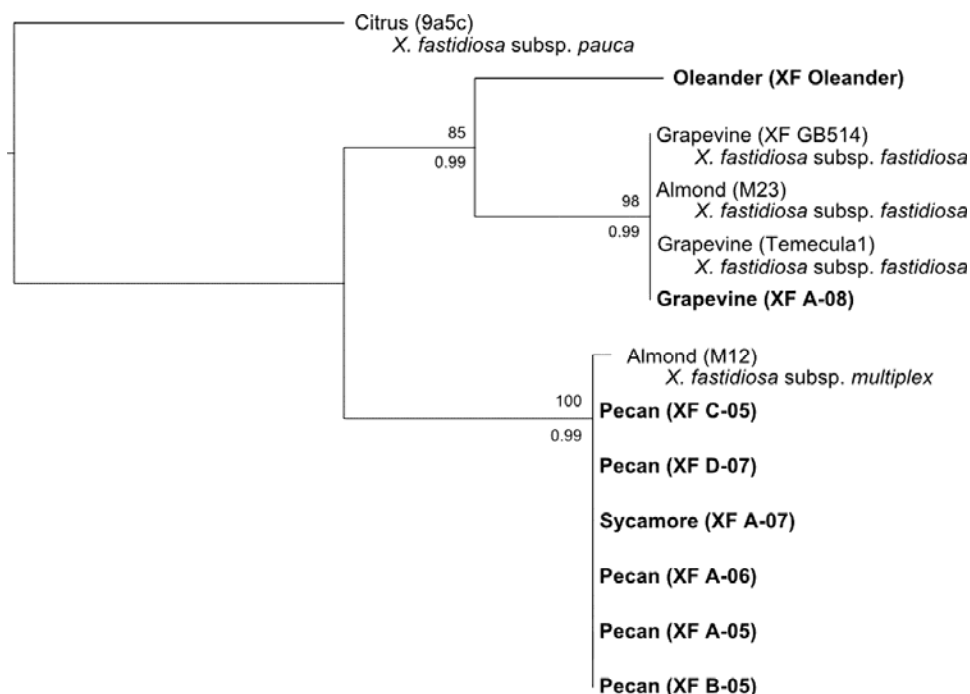 Citrus (9a5c)
X. fastidiosa subsp. pauca
Oleander (XF Oleander)
85
0.99
Grapevine (XF GB514)
X. fastidiosa subsp. fastidiosa
Almond (M23)
98
X. fastidiosa subsp. fastidiosa
0.99
Grapevine (Temecula1)
X. fastidiosa subsp. fastidiosa
Grapevine (XF A-08)
Almond (M12)
X. fastidiosa subsp. multiplex
100
Pecan (XF C-05)
0.99
Pecan (XF D-07)
Sycamore (XF A-07)
Pecan (XF A-06)
Pecan (XF A-05)
Pecan (XF B-05)